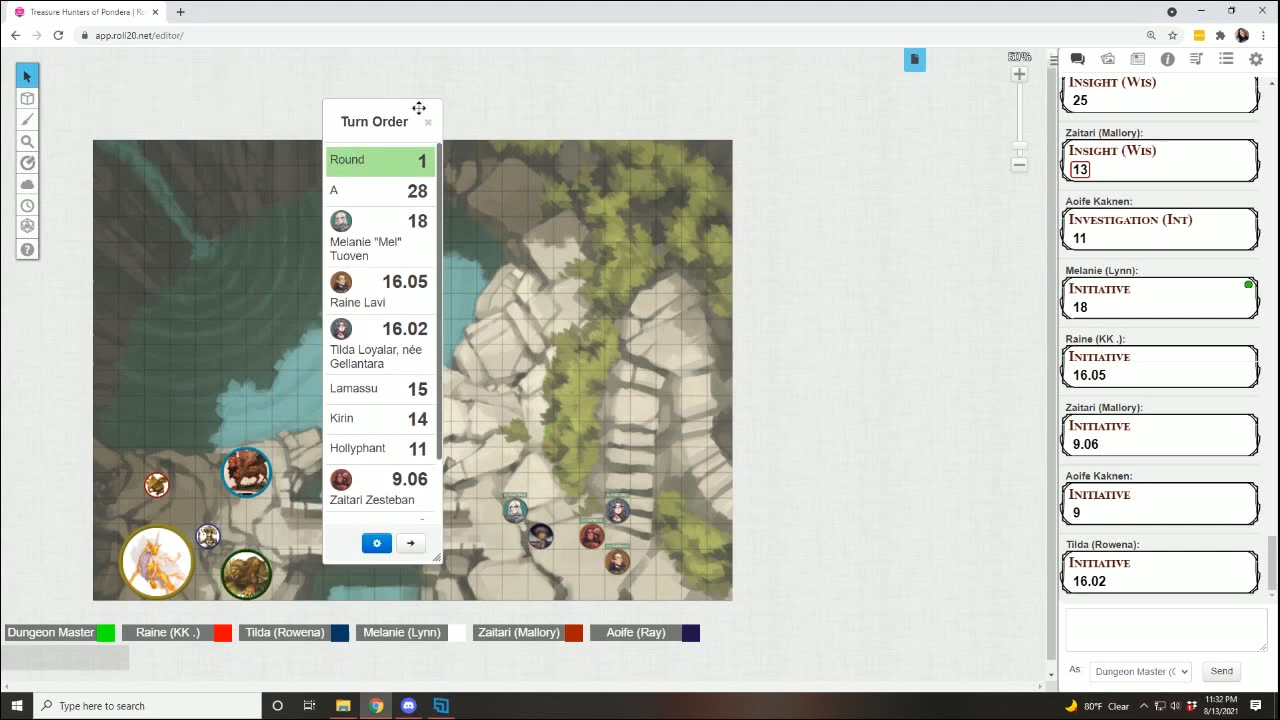 Treasure Hunters of Pondera | Ro
app.roll20.net/editor/
60%
Turn Order
Round 1
A 28
18
Melanie "Mel"
Tuoven
16.05
Raine Lavi
16.02
Tilda Loyalar, née
Gellantara
Lamassu 15
Kirin 14
Hollyphant 11
9.06
Zaitari Zesteban
Insight (Wis)
25
Zaitari (Mallory):
Insight (Wis)
13
Aoife Kaknen:
Investigation (Int)
11
Melanie (Lynn):
Initiative
18
Raine (KK .):
Initiative
16.05
Zaitari (Mallory):
Initiative
9.06
Aoife Kaknen:
Initiative
9
Tilda (Rowena):
Initiative
16.02
Dungeon Master
Raine (KK .)
Tilda (Rowena)
Melanie (Lynn)
Zaitari (Mallory)
Aoife (Ray)
As: Dungeon Master (
Send
Type here to search
80°F Clear
11:32 PM
8/13/2021